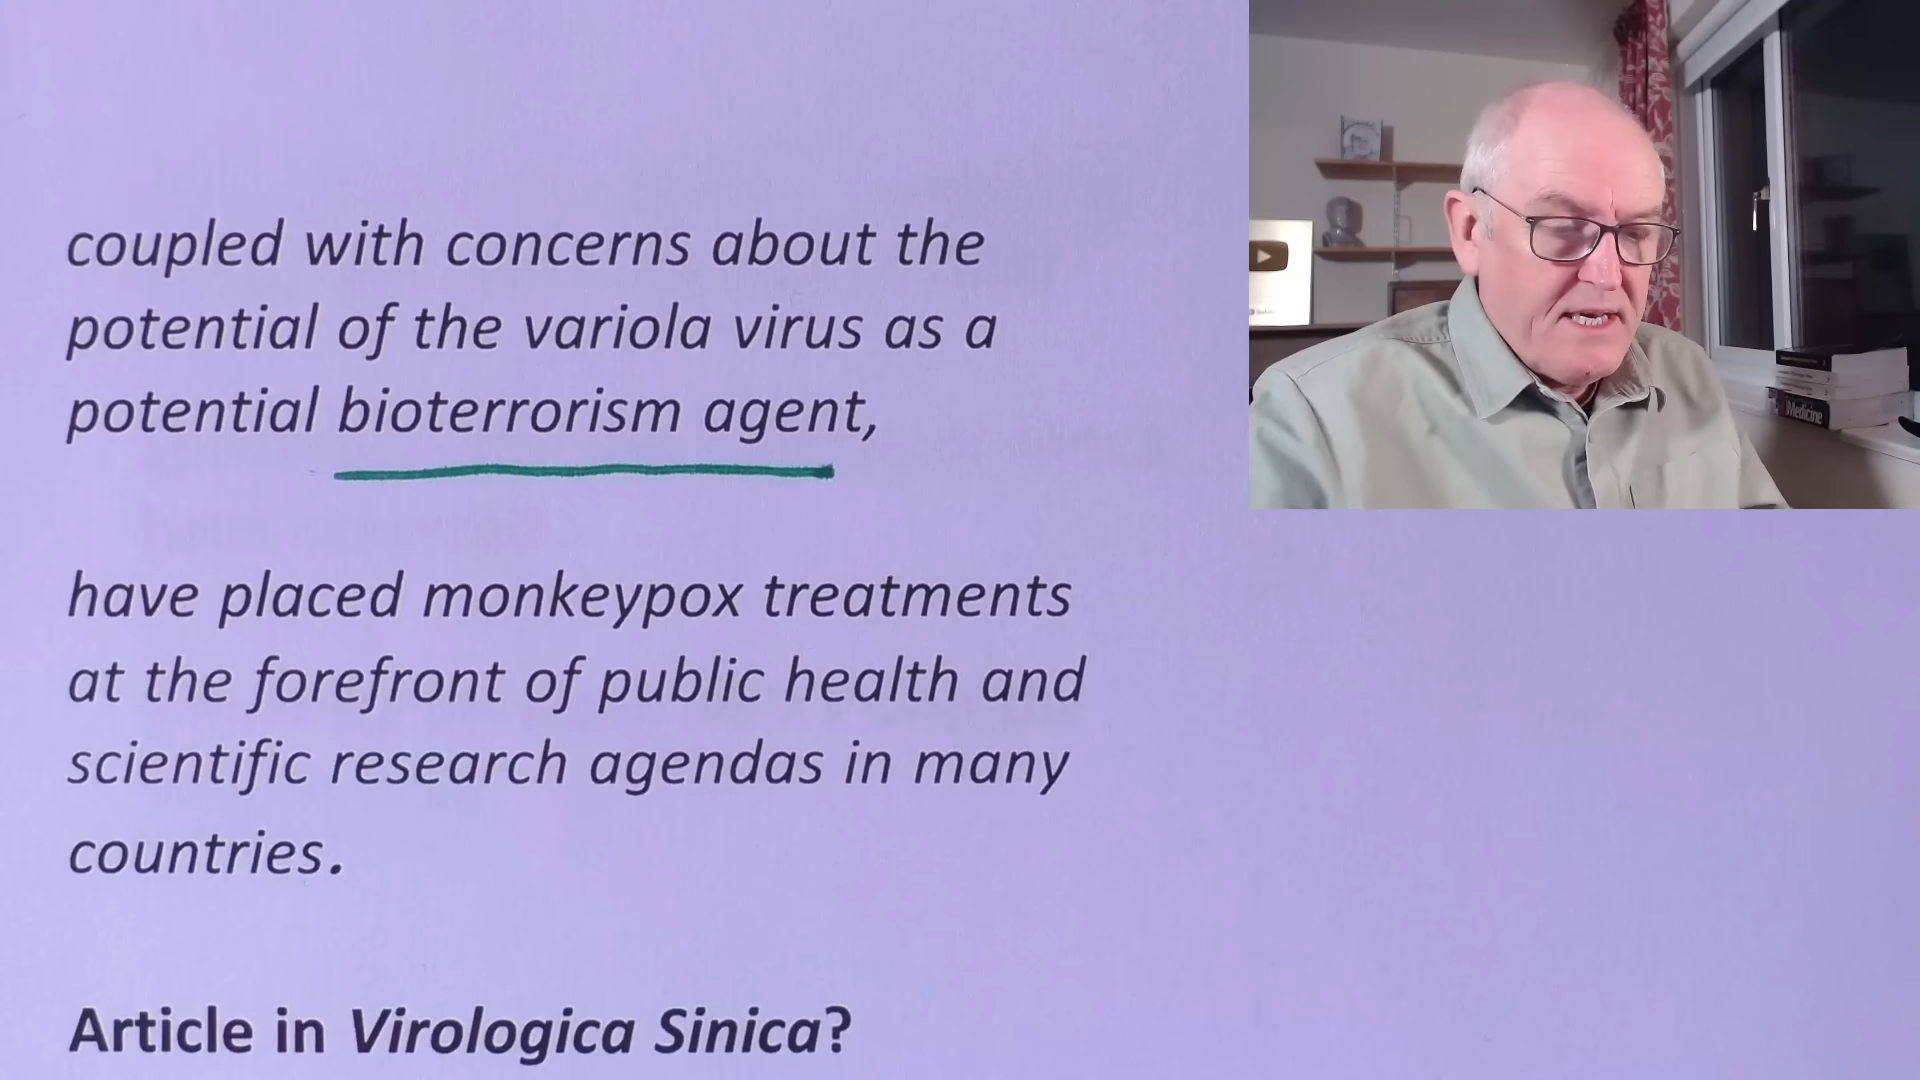 coupled with concerns about the
potential of the variola virus as a
potential bioterrorism agent,
have placed monkeypox treatments
at the forefront of public health and
scientific research agendas in many
countries.
Article in Virologica Sinica?
Medicine